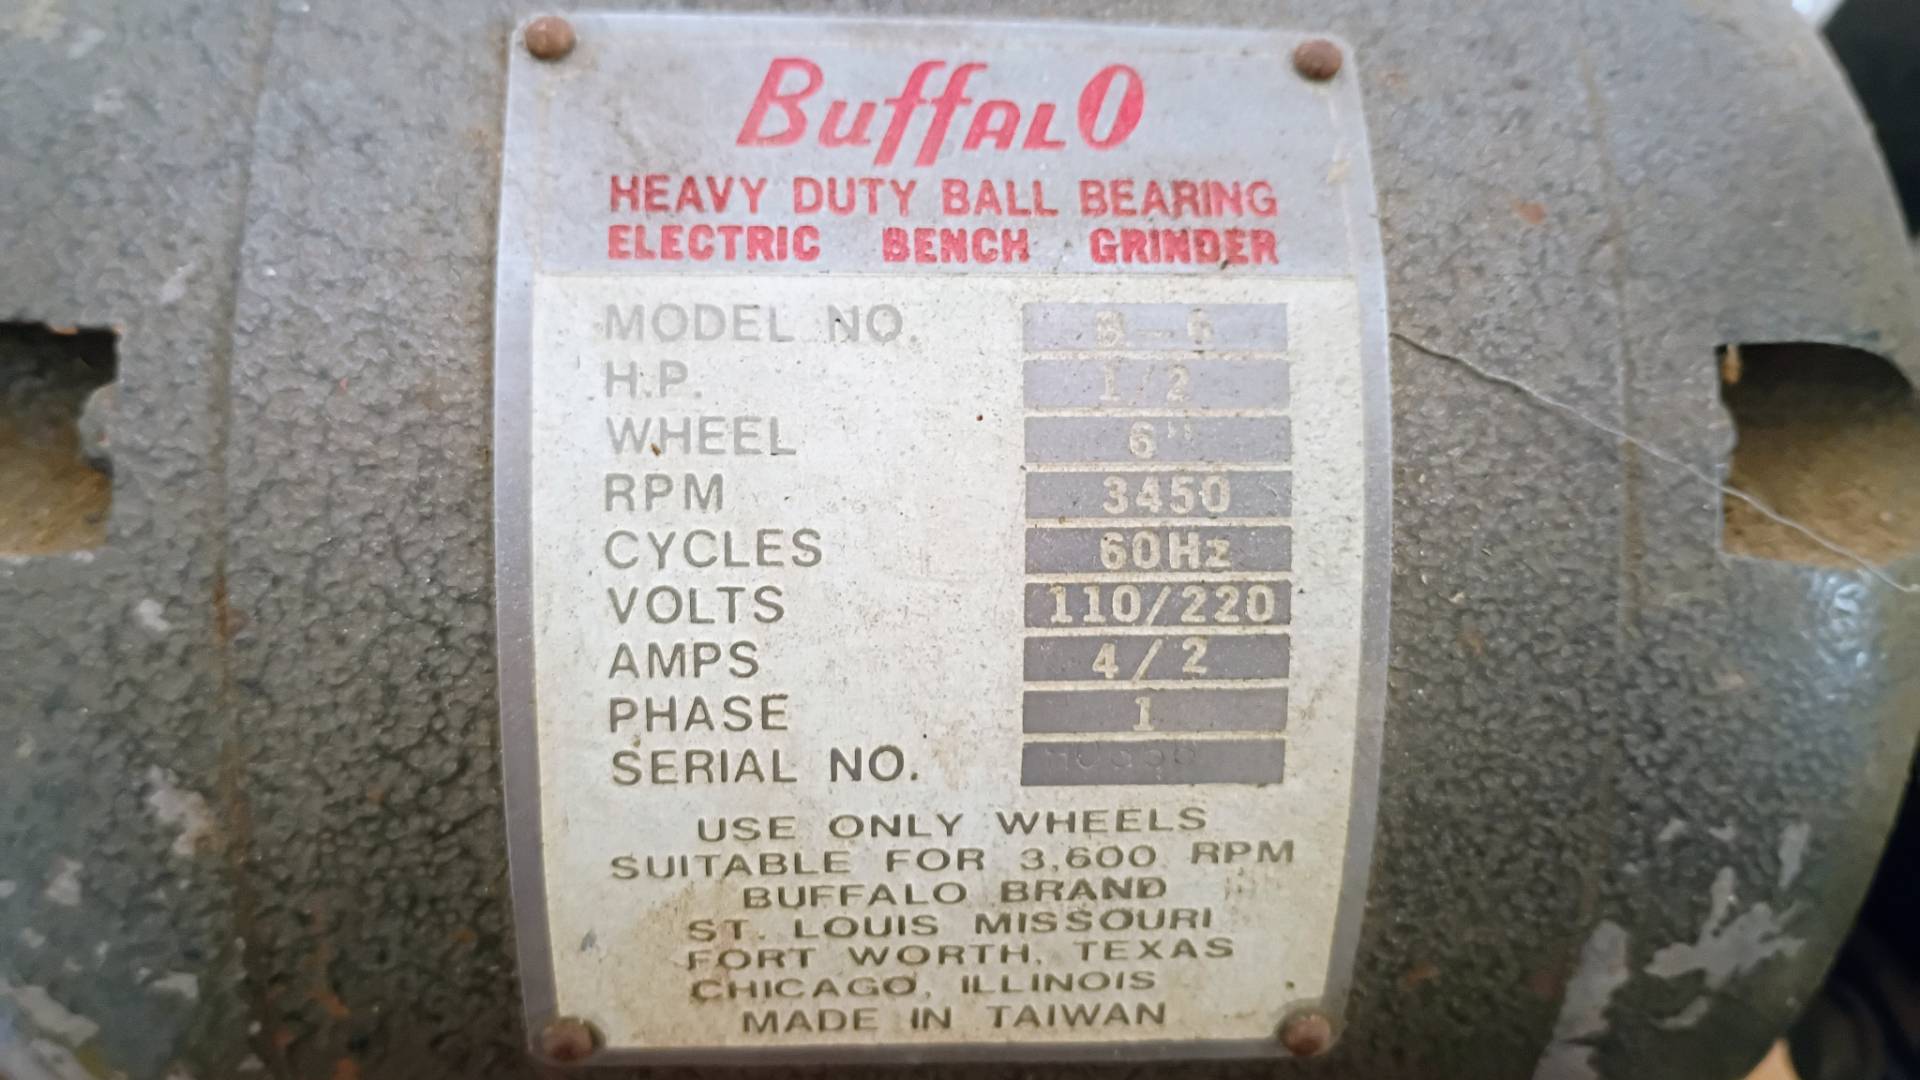 BuffalO
HEAVY DUTY BALL BEARING
ELECTRIC BENCH GRINDER
MODEL NO. B-6
H.P. 1/2
WHEEL 6"
RPM 3450
CYCLES 60Hz
VOLTS 110/220
AMPS 4/2
PHASE 1
SERIAL NO.
USE ONLY WHEELS
SUITABLE FOR 3,600 RPM
BUFFALO BRAND
ST. LOUIS MISSOURI
FORT WORTH, TEXAS
CHICAGO, ILLINOIS
MADE IN TAIWAN